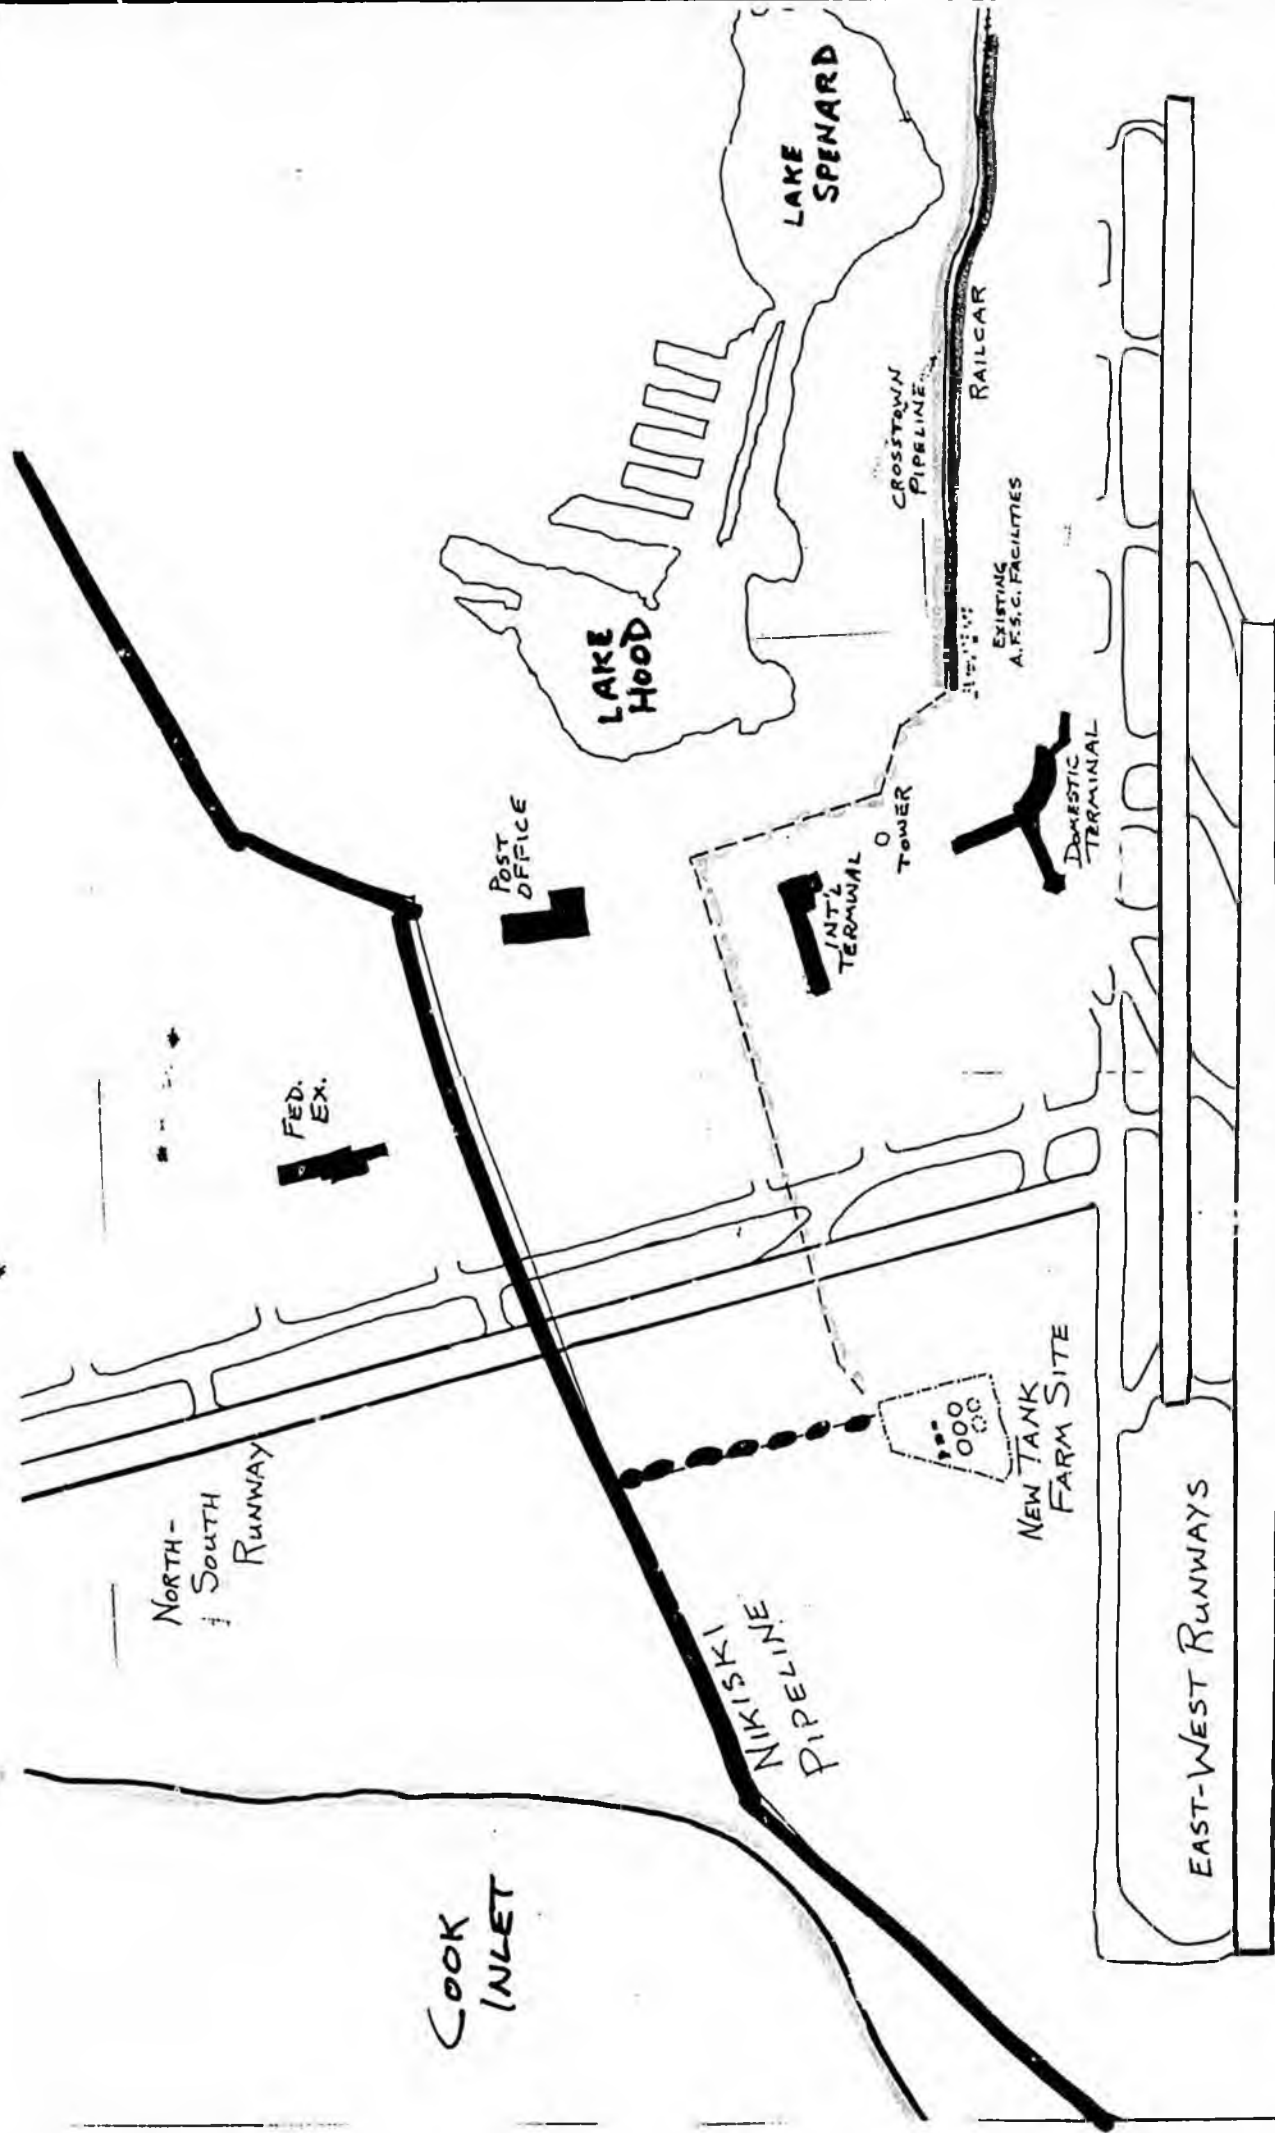 COOK
INLET
NORTH-
SOUTH
RUNWAY
FED.
EX.
POST
OFFICE
LAKE
HOOD
LAKE
SPENARD
NIKISKI
PIPELINE
INT'L
TERMINAL
TOWER
CROSSTOWN
PIPELINE
RAILCAR
EXISTING
A.F.S.C. FACILITIES
DOMESTIC
TERMINAL
NEW TANK
FARM SITE
EAST-WEST RUNWAYS